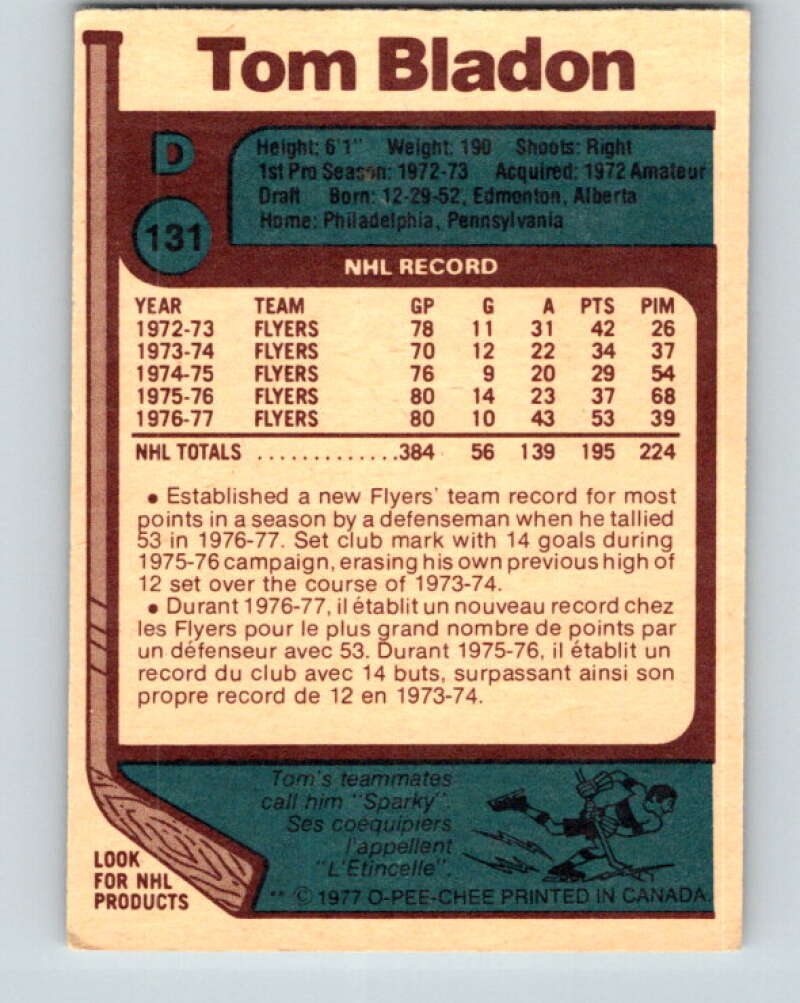 Tom Bladon
D
Height: 6'1" Weight: 190 Shoots: Right
1st Pro Season: 1972-73 Acquired: 1972 Amateur
Draft Born: 12-29-52, Edmonton, Alberta
Home: Philadelphia, Pennsylvania
131
NHL RECORD
YEAR TEAM GP G A PTS PIM
1972-73 FLYERS 78 11 31 42 26
1973-74 FLYERS 70 12 22 34 37
1974-75 FLYERS 76 9 20 29 54
1975-76 FLYERS 80 14 23 37 68
1976-77 FLYERS 80 10 43 53 39
NHL TOTALS .............384 56 139 195 224
• Established a new Flyers' team record for most
points in a season by a defenseman when he tallied
53 in 1976-77. Set club mark with 14 goals during
1975-76 campaign, erasing his own previous high of
12 set over the course of 1973-74.
• Durant 1976-77, il établit un nouveau record chez
les Flyers pour le plus grand nombre de points par
un défenseur avec 53. Durant 1975-76, il établit un
record du club avec 14 buts, surpassant ainsi son
propre record de 12 en 1973-74.
Tom's teammates
call him "Sparky".
Ses coéquipiers
l'appellent
"L'Etincelle".
LOOK
FOR NHL
PRODUCTS
** © 1977 O-PEE-CHEE PRINTED IN CANADA